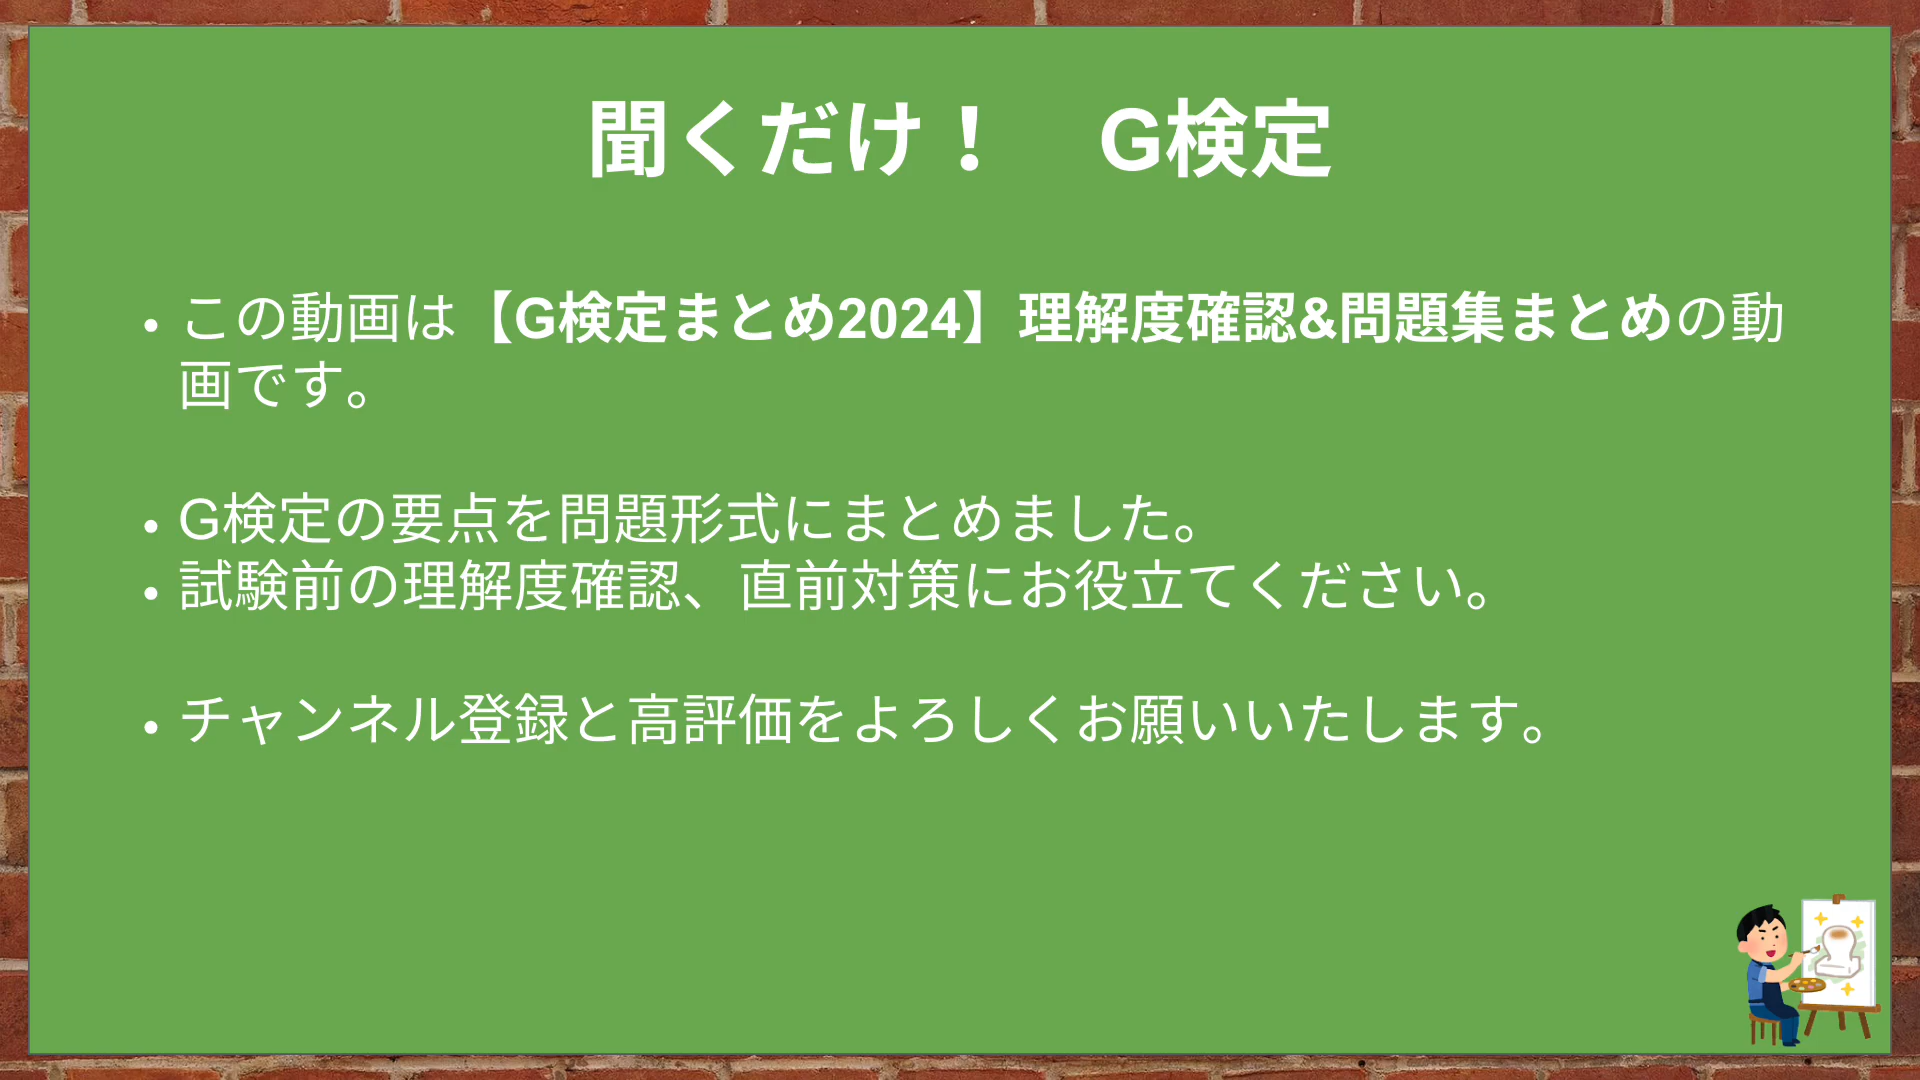 聞くだけ！　G検定
• この動画は【G検定まとめ2024】理解度確認&問題集まとめの動
画です。
• G検定の要点を問題形式にまとめました。
• 試験前の理解度確認、直前対策にお役立てください。
• チャンネル登録と高評価をよろしくお願いいたします。